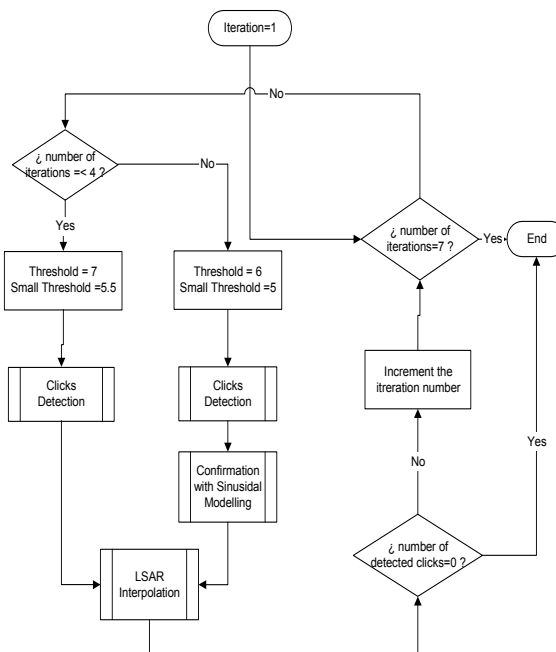 Iteration=1
No
¿ number of
iterations =< 4 ?
No
Yes
¿ number of
iterations=7 ?
Yes
End
Threshold = 7
Small Threshold =5.5
Threshold = 6
Small Threshold =5
Clicks
Detection
Clicks
Detection
Increment the
itreration number
Confirmation
with Sinusidal
Modelling
No
Yes
¿ number of
detected clicks=0 ?
LSAR
Interpolation